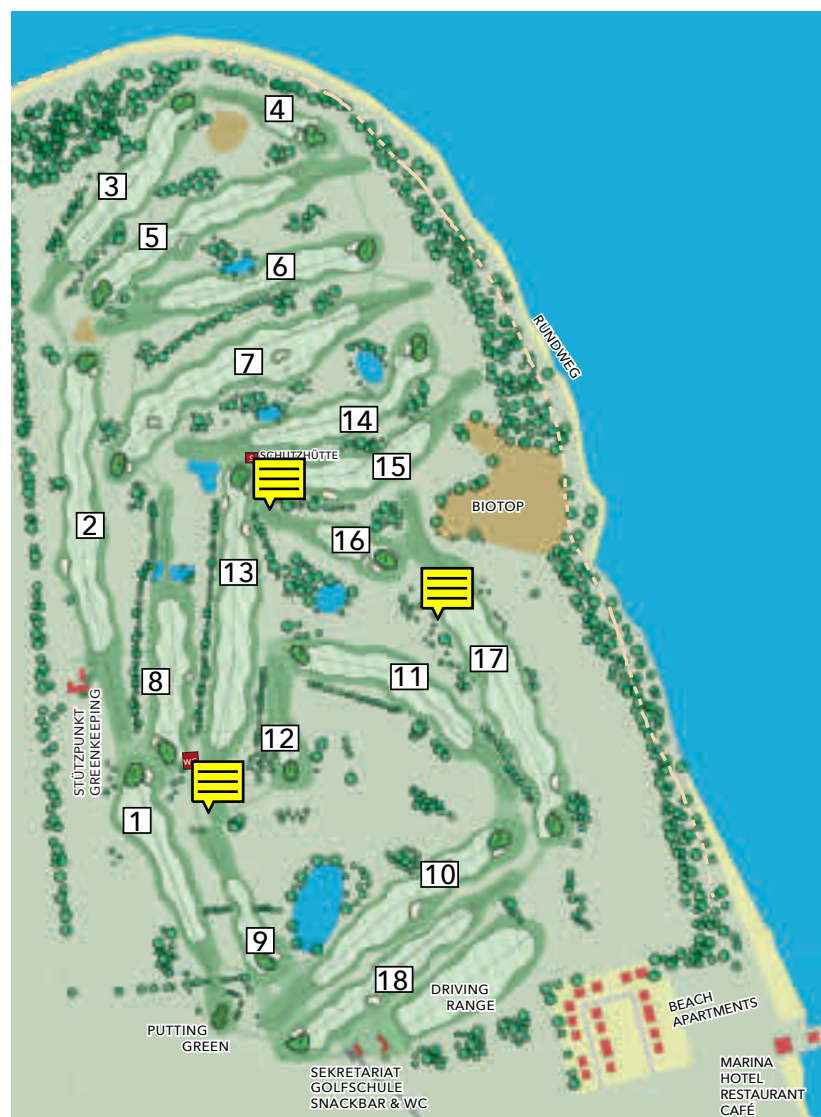 4
3
5
6
RUNDWEG
7
14
S SCHUTZHÜTTE
15
BIOTOP
2
16
13
17
11
8
STÜTZPUNKT
GREENKEEPING
12
WC
1
10
9
18
DRIVING
RANGE
BEACH
APARTMENTS
PUTTING
GREEN
SEKRETARIAT
GOLFSCHULE
SNACKBAR & WC
MARINA
HOTEL
RESTAURANT
CAFÉ